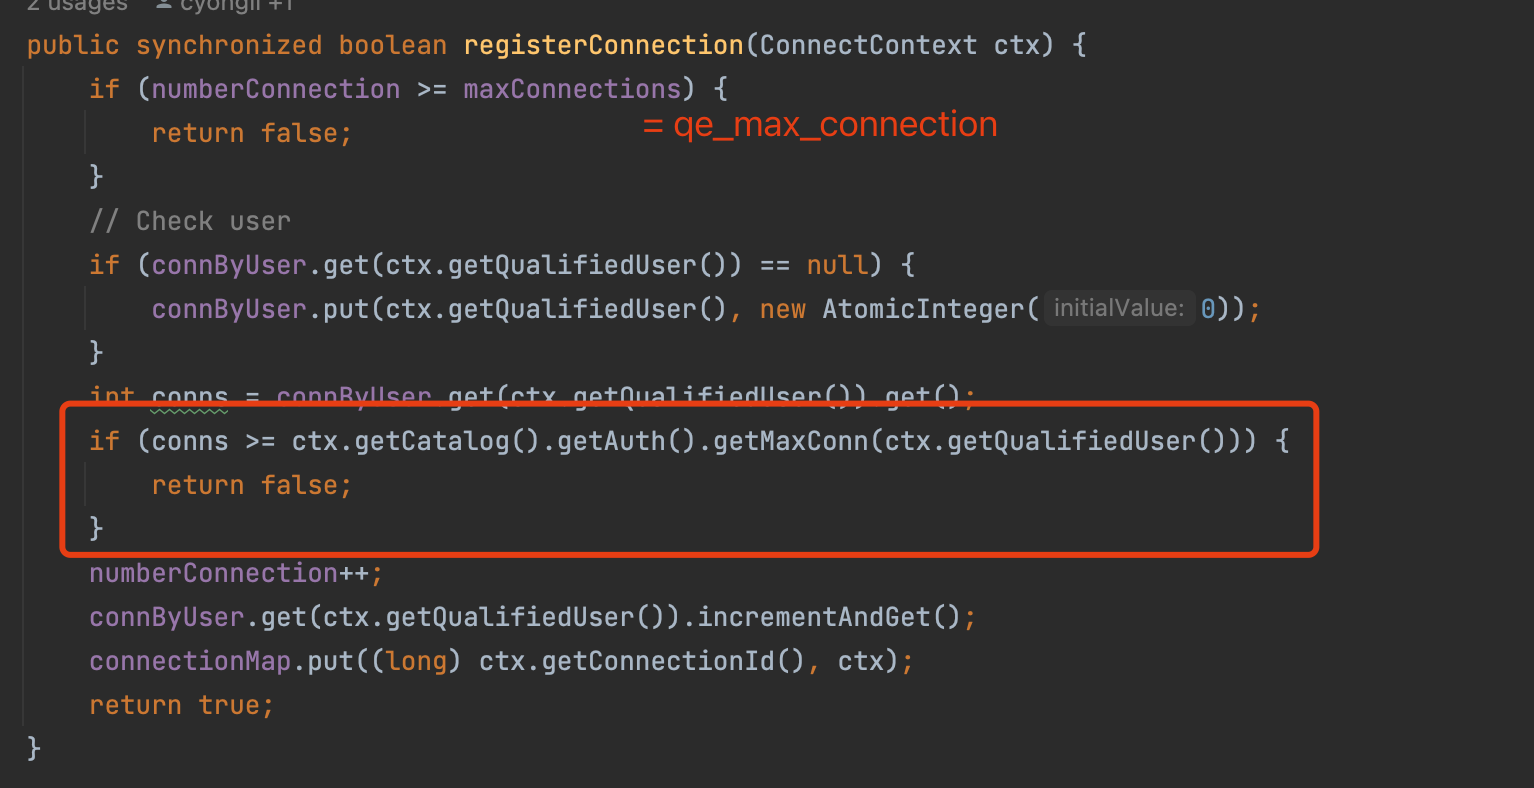 2 usages cyongli +1
public synchronized boolean registerConnection(ConnectContext ctx) {
if (numberConnection >= maxConnections) {
= qe_max_connection
return false;
}
// Check user
if (connByUser.get(ctx.getQualifiedUser()) == null) {
connByUser.put(ctx.getQualifiedUser(), new AtomicInteger( initialValue: 0));
}
int conns = connByUser.get(ctx.getQualifiedUser()).get();
if (conns >= ctx.getCatalog().getAuth().getMaxConn(ctx.getQualifiedUser())) {
return false;
}
numberConnection++;
connByUser.get(ctx.getQualifiedUser()).incrementAndGet();
connectionMap.put((long) ctx.getConnectionId(), ctx);
return true;
}